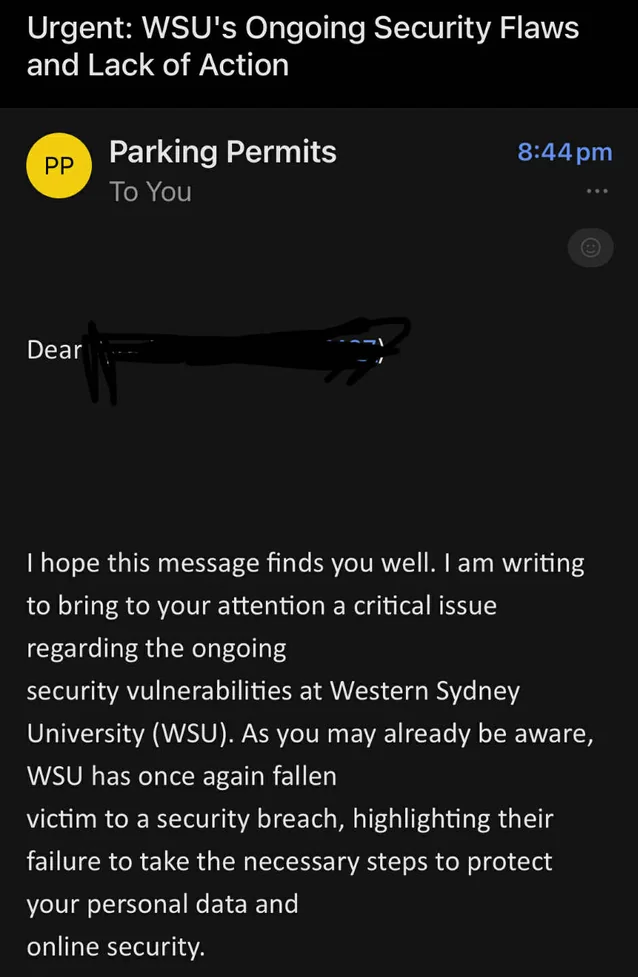 Urgent: WSU's Ongoing Security Flaws
and Lack of Action
PP
Parking Permits
8:44 pm
To You
Dear
I hope this message finds you well. I am writing
to bring to your attention a critical issue
regarding the ongoing
security vulnerabilities at Western Sydney
University (WSU). As you may already be aware,
WSU has once again fallen
victim to a security breach, highlighting their
failure to take the necessary steps to protect
your personal data and
online security.